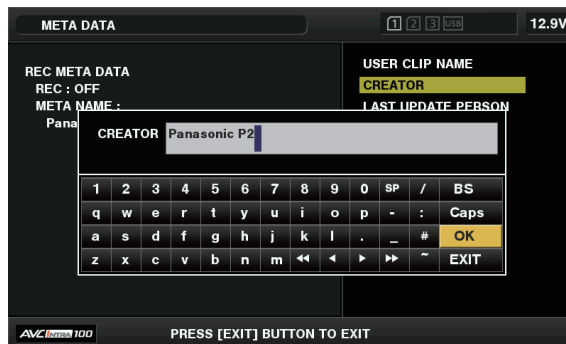 META DATA
1 2 3 USB
12.9V
REC META DATA
REC : OFF
META NAME :
Pana
USER CLIP NAME
CREATOR
LAST UPDATE PERSON
CREATOR Panasonic P2
1 2 3 4 5 6 7 8 9 0 SP / BS
q w e r t y u i o p - : Caps
a s d f g h j k l . _ # OK
z x c v b n m ◄◄ ◄ ► ►► ~ EXIT
AVC INTRA 100
PRESS [EXIT] BUTTON TO EXIT